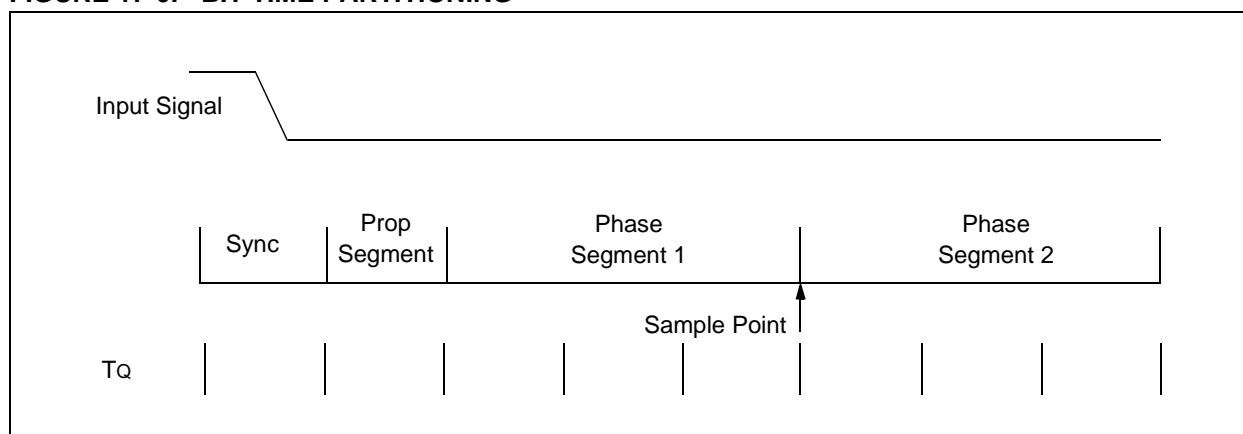 Input Signal
Sync
Prop
Segment
Phase
Segment 1
Phase
Segment 2
Sample Point
TQ